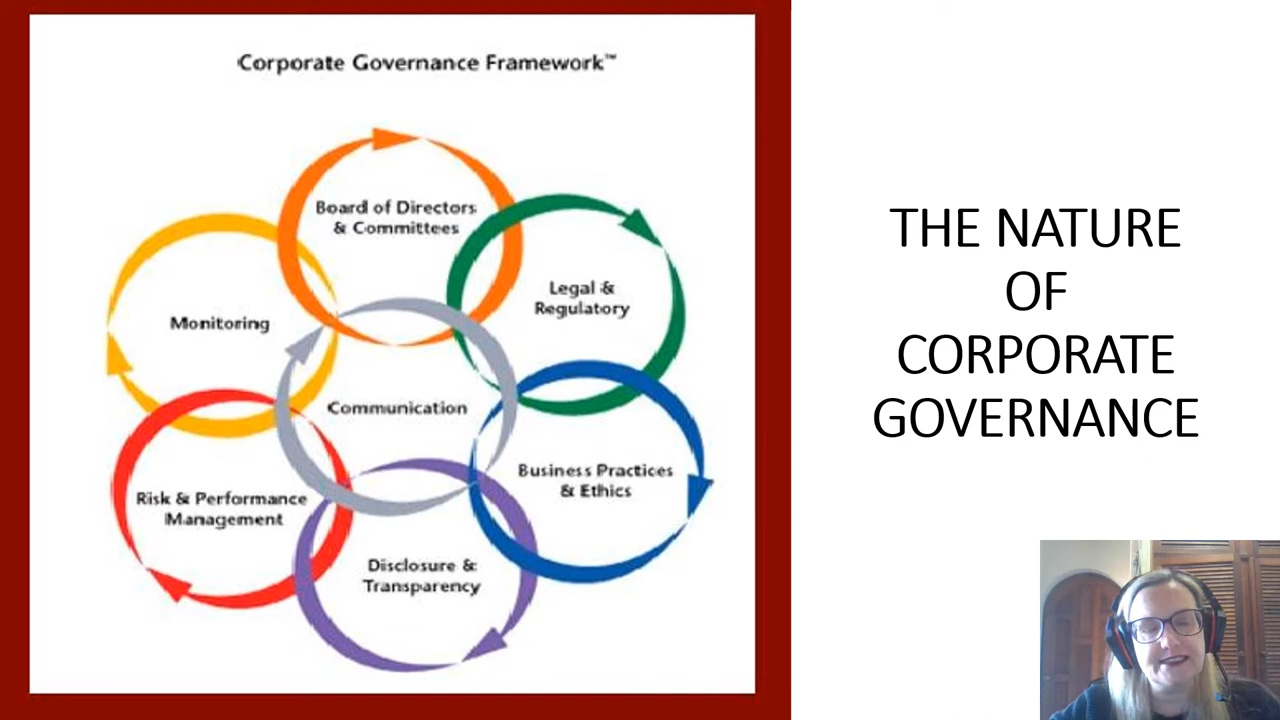 Corporate Governance Framework™
Board of Directors
& Committees
Legal &
Regulatory
Monitoring
Communication
Business Practices
& Ethics
Risk & Performance
Management
Disclosure &
Transparency
THE NATURE
OF
CORPORATE
GOVERNANCE